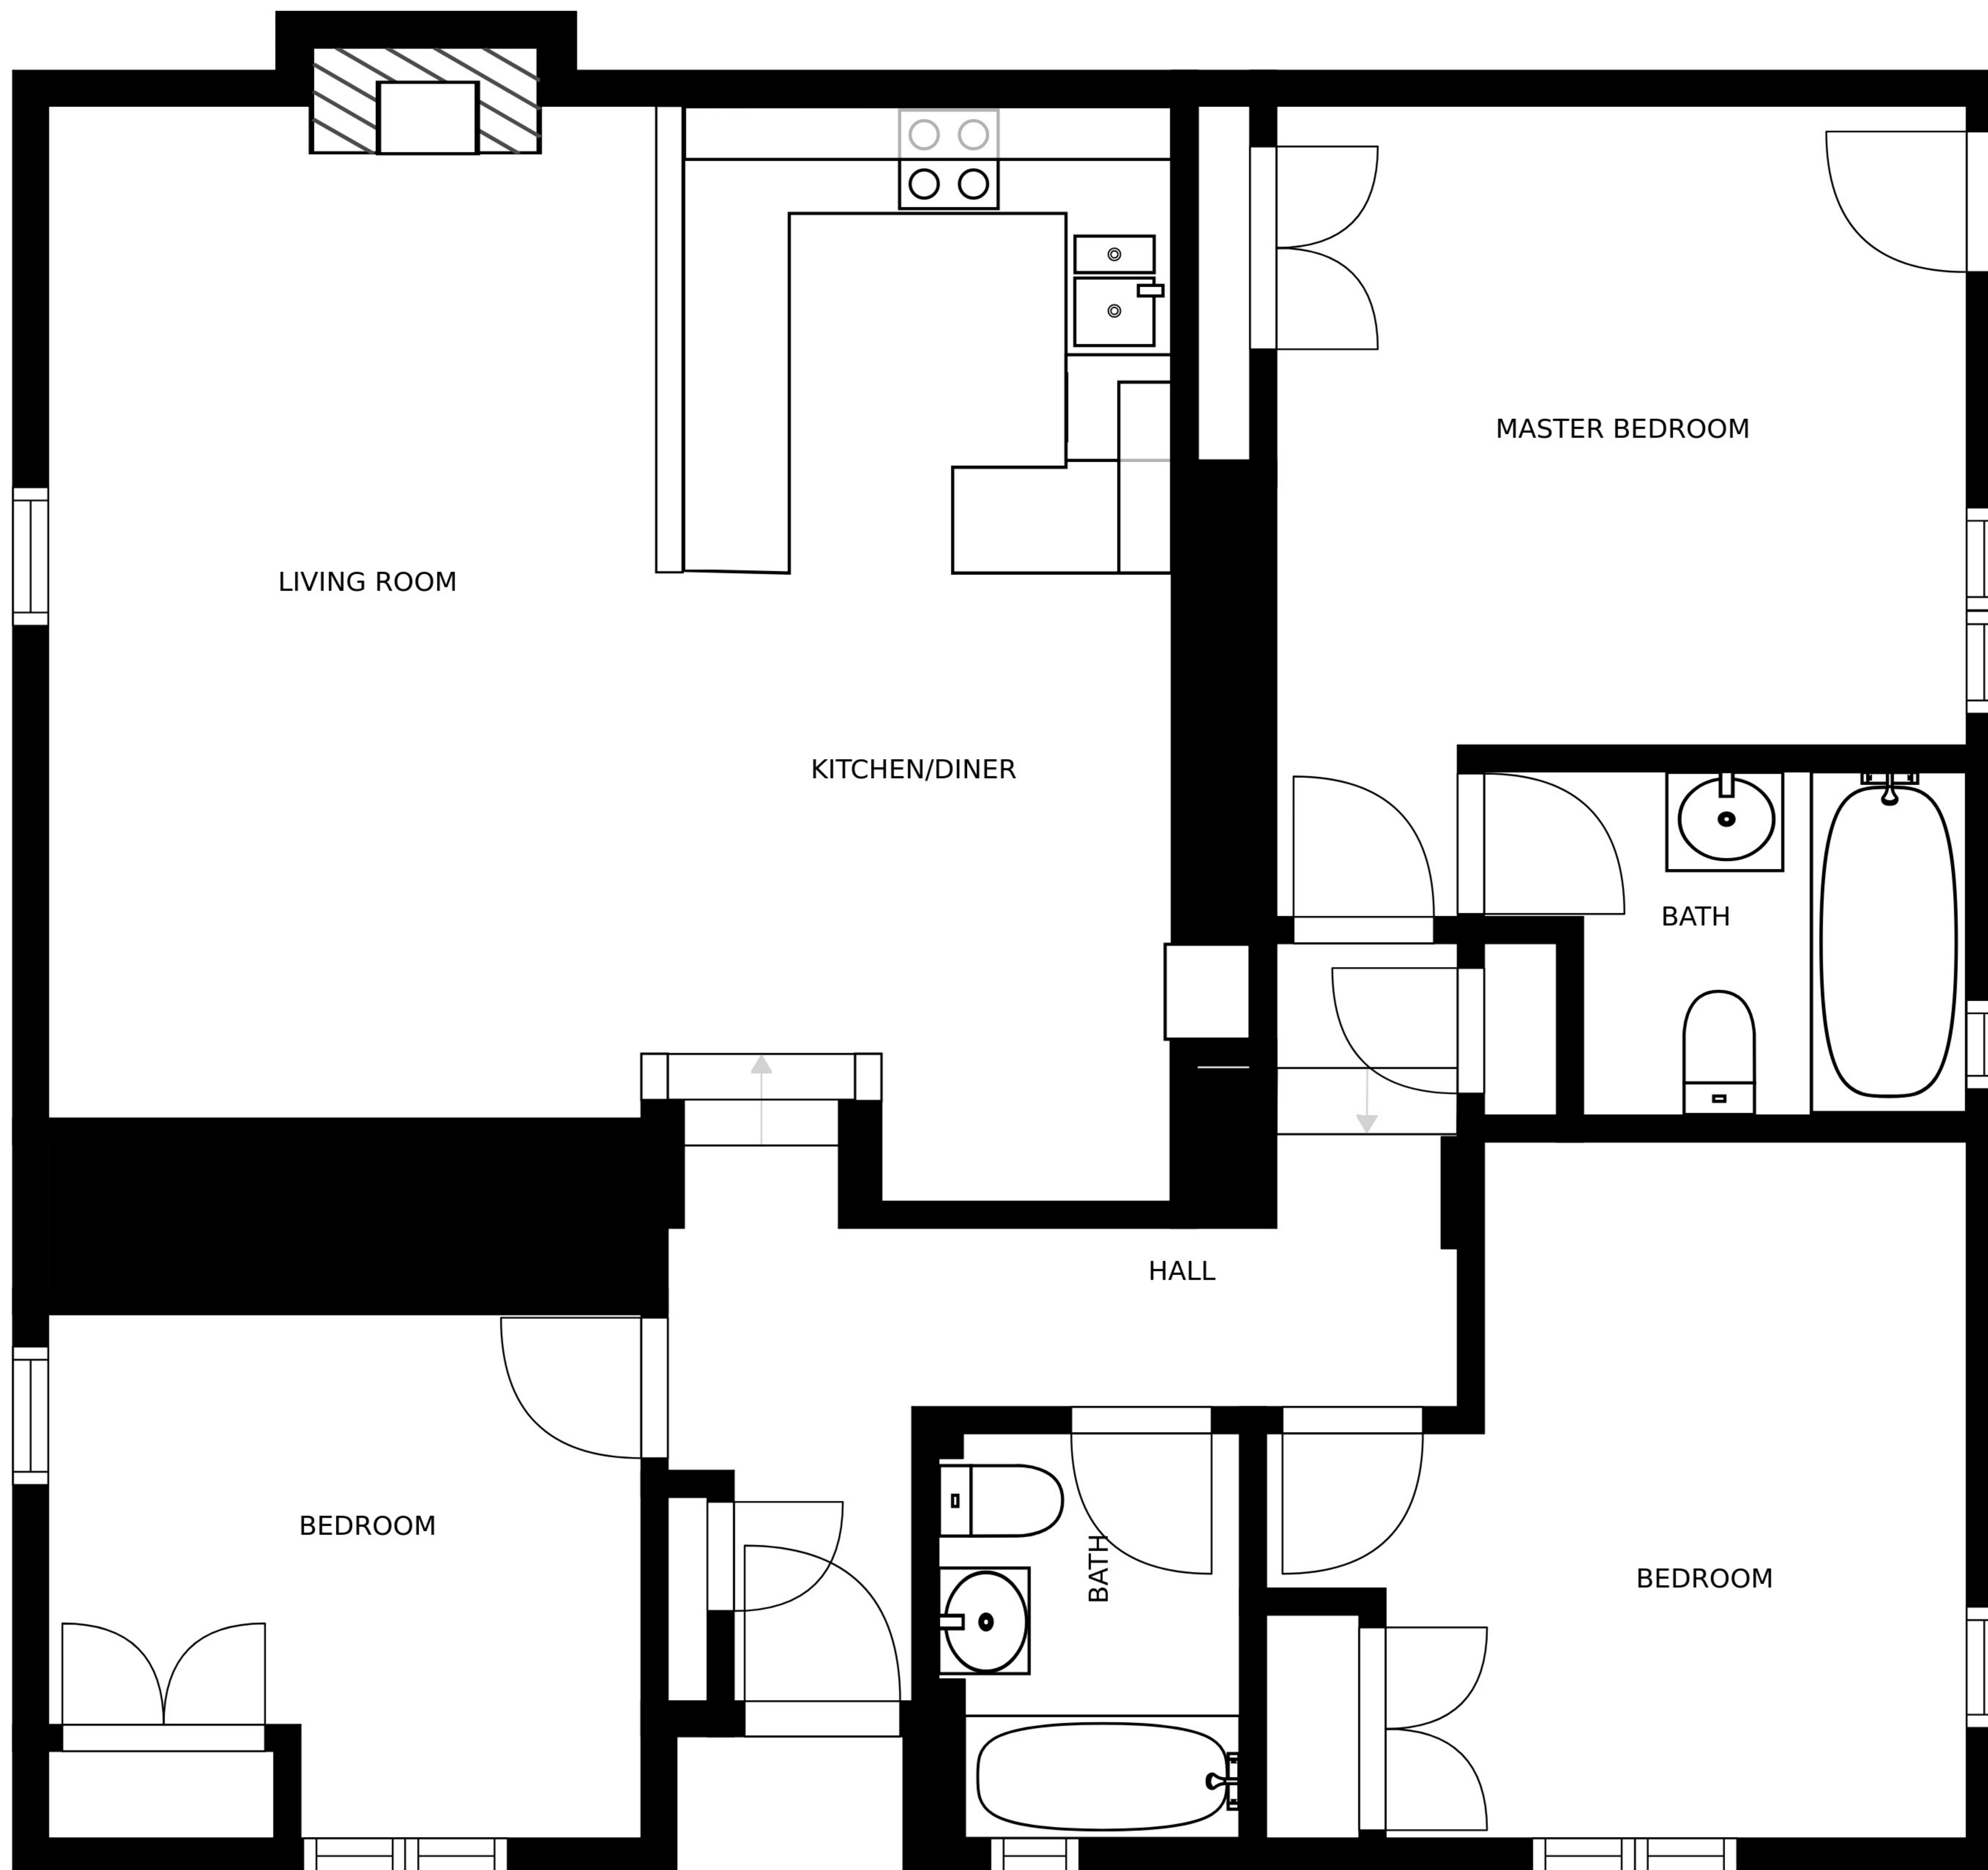 MASTER BEDROOM
LIVING ROOM
KITCHEN/DINER
BATH
HALL
BEDROOM
BATH
BEDROOM